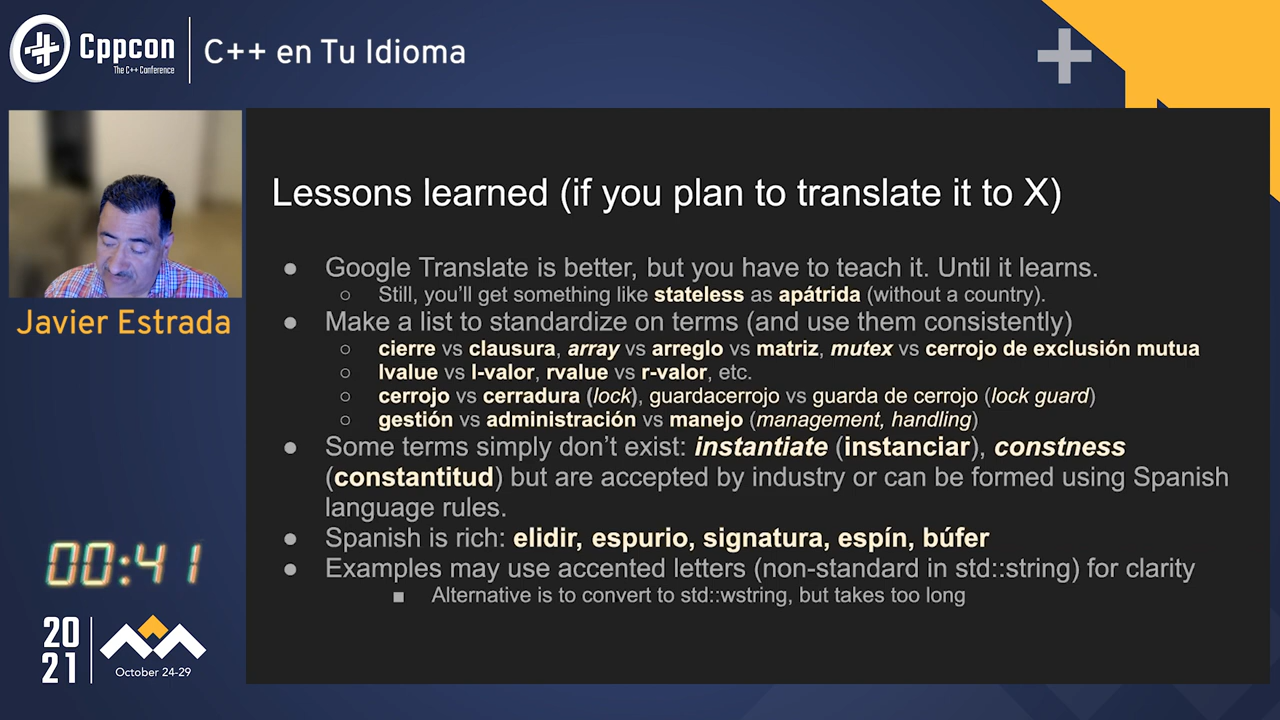 Cppcon
The C++ Conference
C++ en Tu Idioma
Javier Estrada
Lessons learned (if you plan to translate it to X)
● Google Translate is better, but you have to teach it. Until it learns.
○ Still, you’ll get something like stateless as apátrida (without a country).
● Make a list to standardize on terms (and use them consistently)
○ cierre vs clausura, array vs arreglo vs matriz, mutex vs cerrojo de exclusión mutua
○ lvalue vs l-valor, rvalue vs r-valor, etc.
○ cerrojo vs cerradura (lock), guardacerrojo vs guarda de cerrojo (lock guard)
○ gestión vs administración vs manejo (management, handling)
● Some terms simply don’t exist: instantiate (instanciar), constness
(constantitud) but are accepted by industry or can be formed using Spanish
language rules.
● Spanish is rich: elidir, espurio, signatura, espín, búfer
● Examples may use accented letters (non-standard in std::string) for clarity
■ Alternative is to convert to std::wstring, but takes too long
00:41
20
21
October 24-29